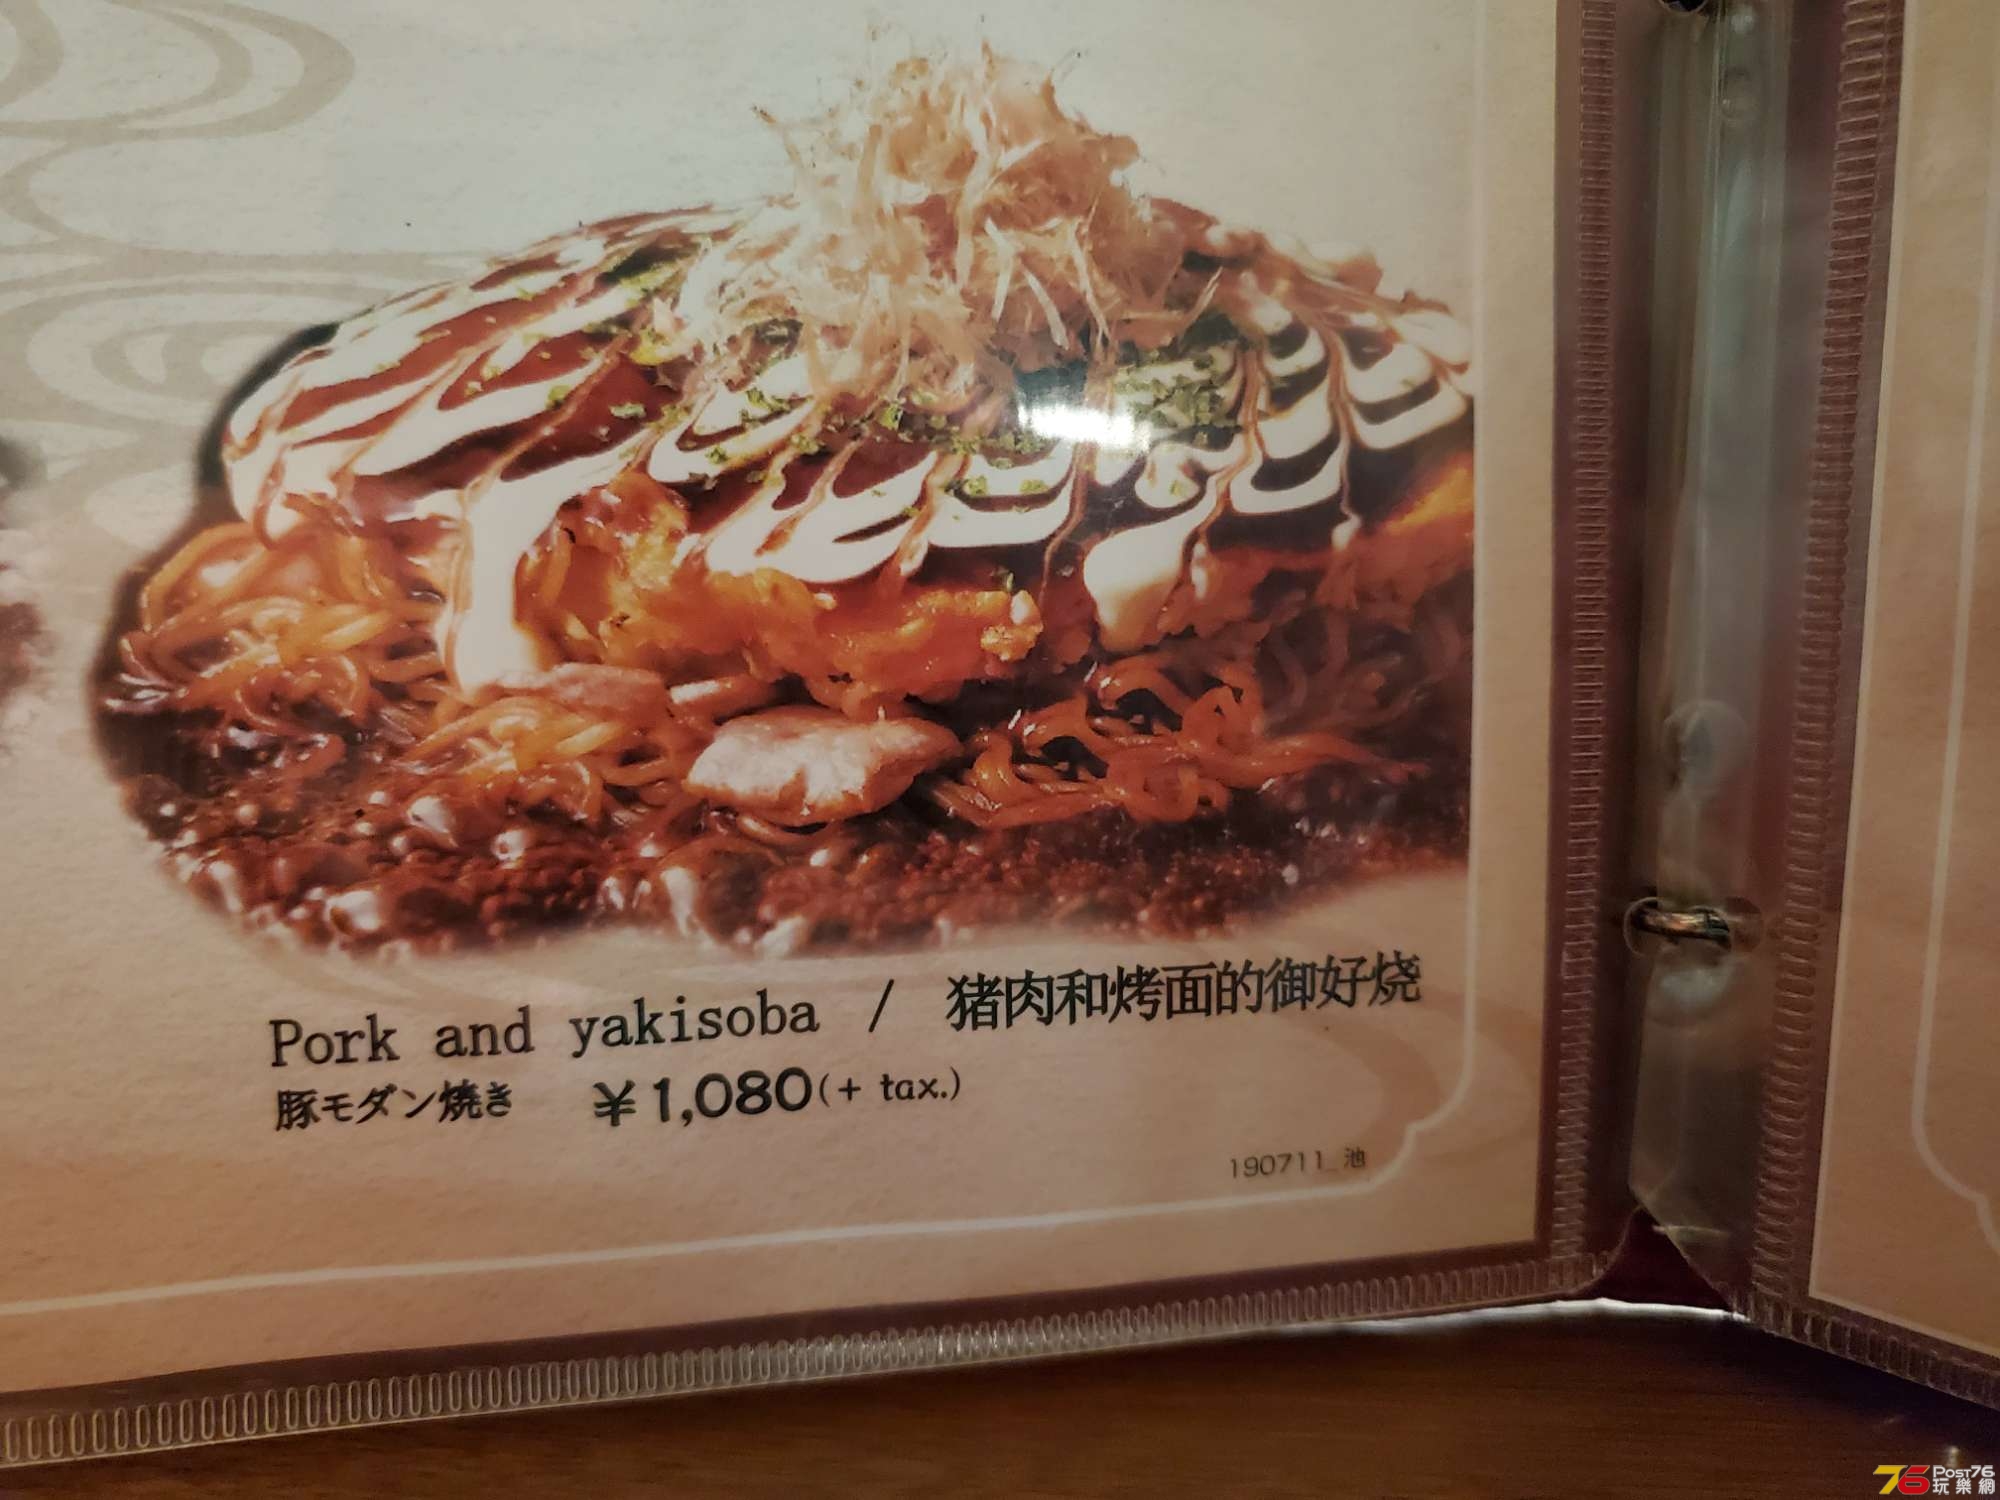 Pork and yakisoba / 猪肉和烤面的御好烧
豚モダン焼き ¥1,080(+ tax.)
190711_池
76 POST76
玩樂網